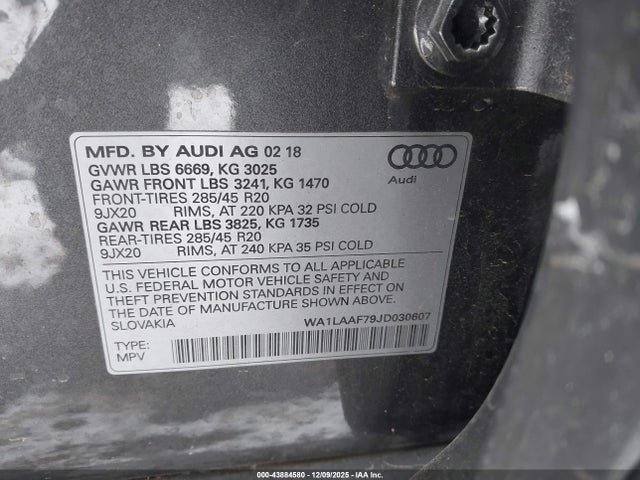 MFD. BY AUDI AG 02 18
GVWR LBS 6669, KG 3025
GAWR FRONT LBS 3241, KG 1470
FRONT-TIRES 285/45 R20
9JX20 RIMS, AT 220 KPA 32 PSI COLD
GAWR REAR LBS 3825, KG 1735
REAR-TIRES 285/45 R20
9JX20 RIMS, AT 240 KPA 35 PSI COLD
Audi
THIS VEHICLE CONFORMS TO ALL APPLICABLE
U.S. FEDERAL MOTOR VEHICLE SAFETY AND
THEFT PREVENTION STANDARDS IN EFFECT ON
THE DATE OF MANUFACTURE SHOWN ABOVE
SLOVAKIA WA1LAAF79JD030607
TYPE:
MPV
000-43884580 - 12/09/2025 - IAAI.COM